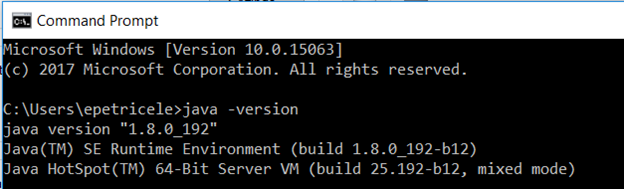 Command Prompt
Microsoft Windows [Version 10.0.15063]
(c) 2017 Microsoft Corporation. All rights reserved.
C:\Users\epetricele>java -version
java version "1.8.0_192"
Java(TM) SE Runtime Environment (build 1.8.0_192-b12)
Java HotSpot(TM) 64-Bit Server VM (build 25.192-b12, mixed mode)